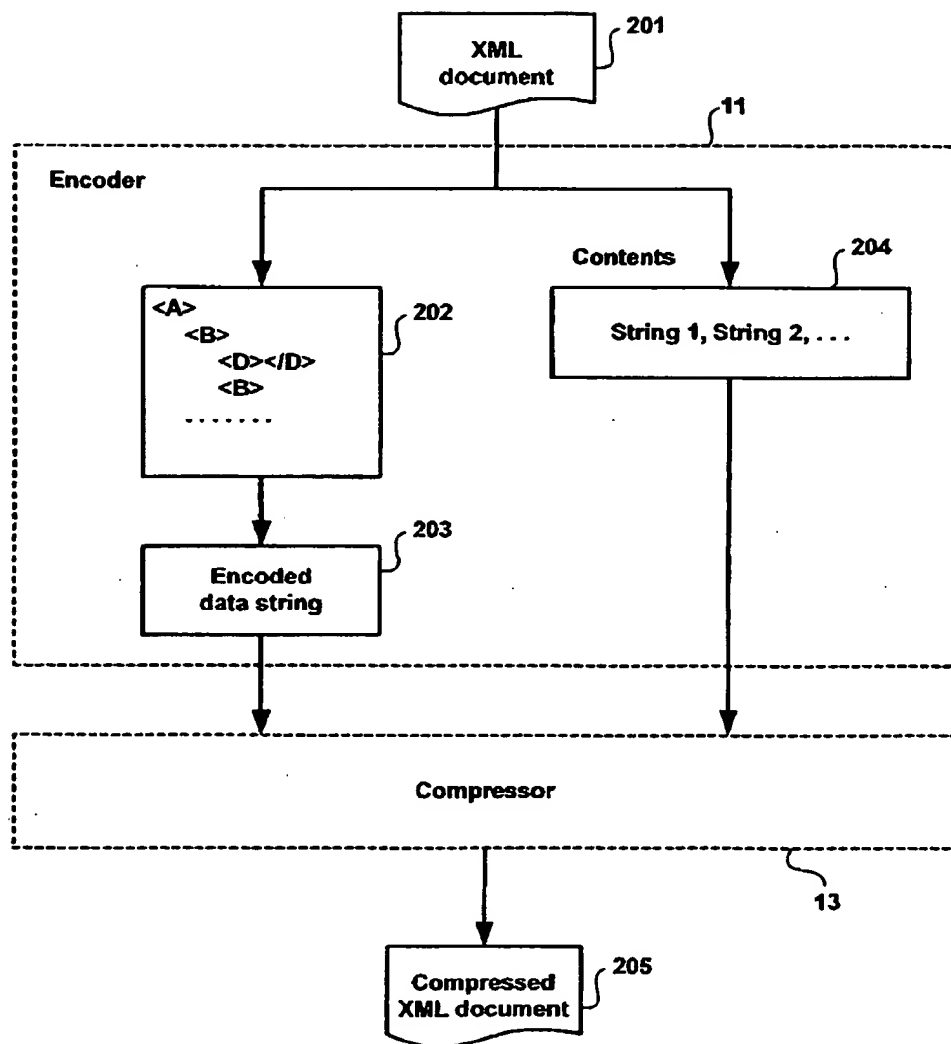 XML
document
201
11
Encoder
Contents
204
<A>
<B>
<D></D>
<B>
. . . . . . . .
202
String 1, String 2, . . .
203
Encoded
data string
Compressor
13
Compressed
XML document
205